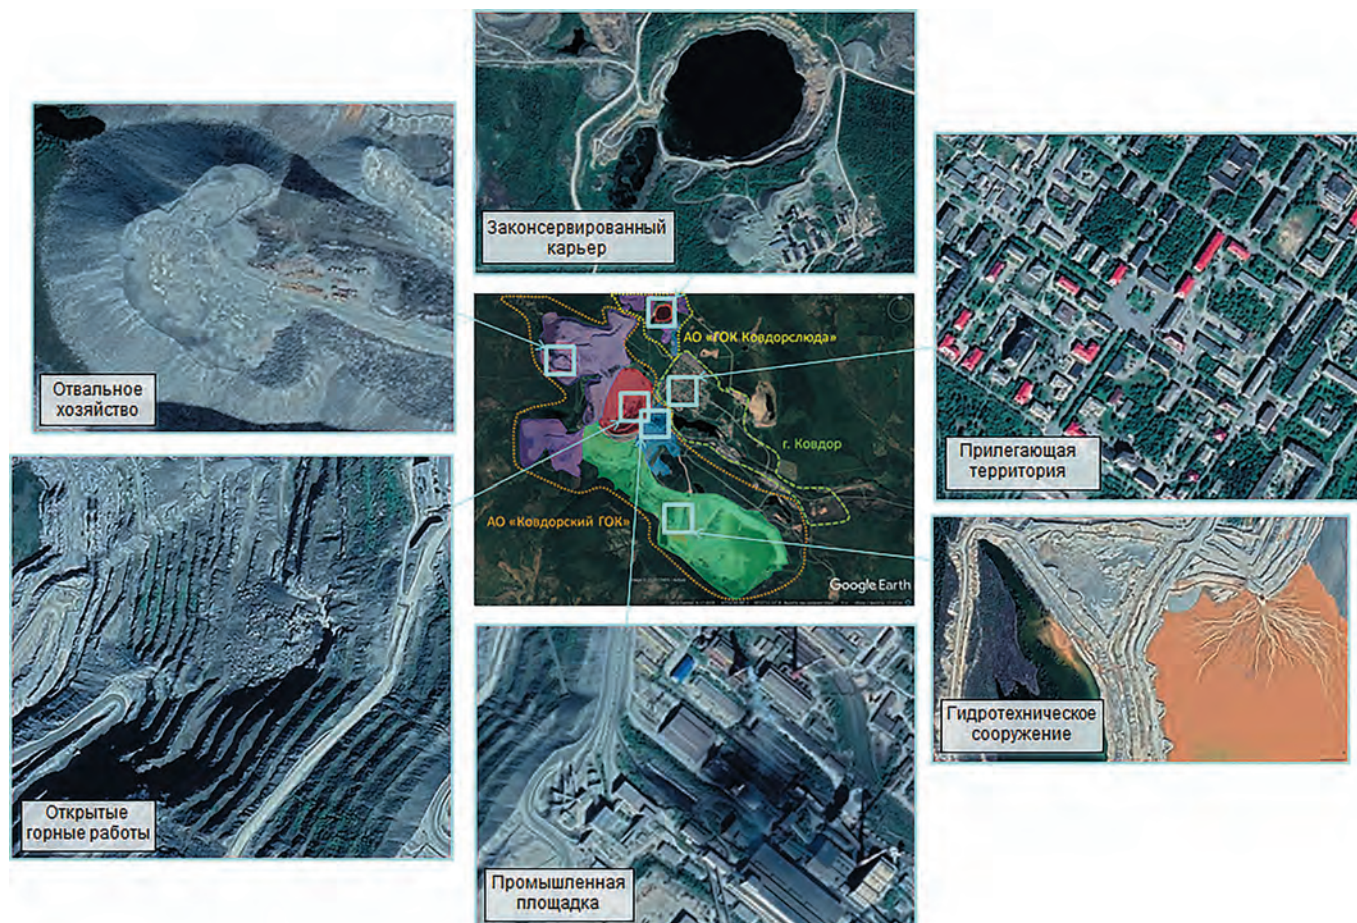 Законсервированный
карьер
Отвальное
хозяйство
АО «ГОК Ковдорслюда»
г. Ковдор
АО «Ковдорский ГОК»
Google Earth
Прилегающая
территория
Открытые
горные работы
Гидротехническое
сооружение
Промышленная
площадка